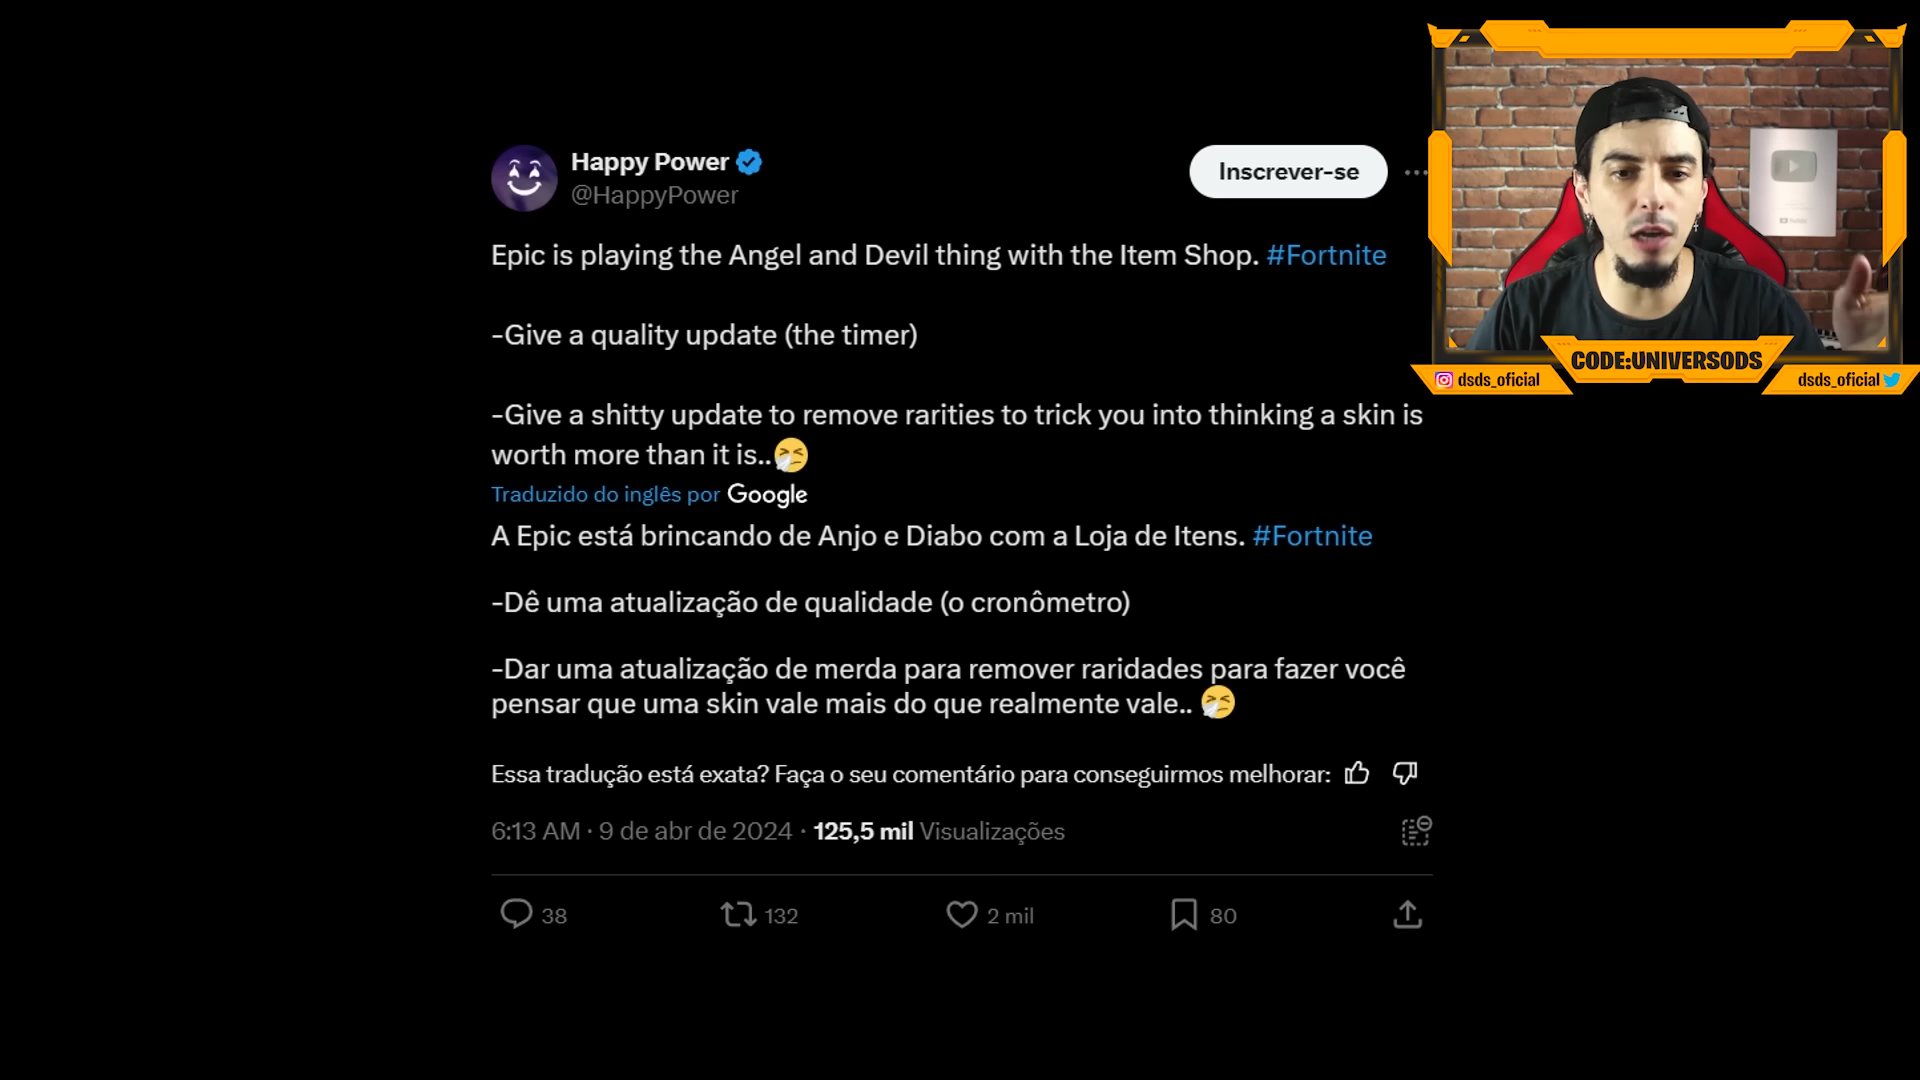 Happy Power
@HappyPower
Inscrever-se
Epic is playing the Angel and Devil thing with the Item Shop. #Fortnite
-Give a quality update (the timer)
-Give a shitty update to remove rarities to trick you into thinking a skin is
worth more than it is..🤧
Traduzido do inglês por Google
A Epic está brincando de Anjo e Diabo com a Loja de Itens. #Fortnite
-Dê uma atualização de qualidade (o cronômetro)
-Dar uma atualização de merda para remover raridades para fazer você
pensar que uma skin vale mais do que realmente vale.. 🤧
Essa tradução está exata? Faça o seu comentário para conseguirmos melhorar:
6:13 AM · 9 de abr de 2024 · 125,5 mil Visualizações
38
132
2 mil
80
CODE:UNIVERSODS
dsds_oficial
dsds_oficial